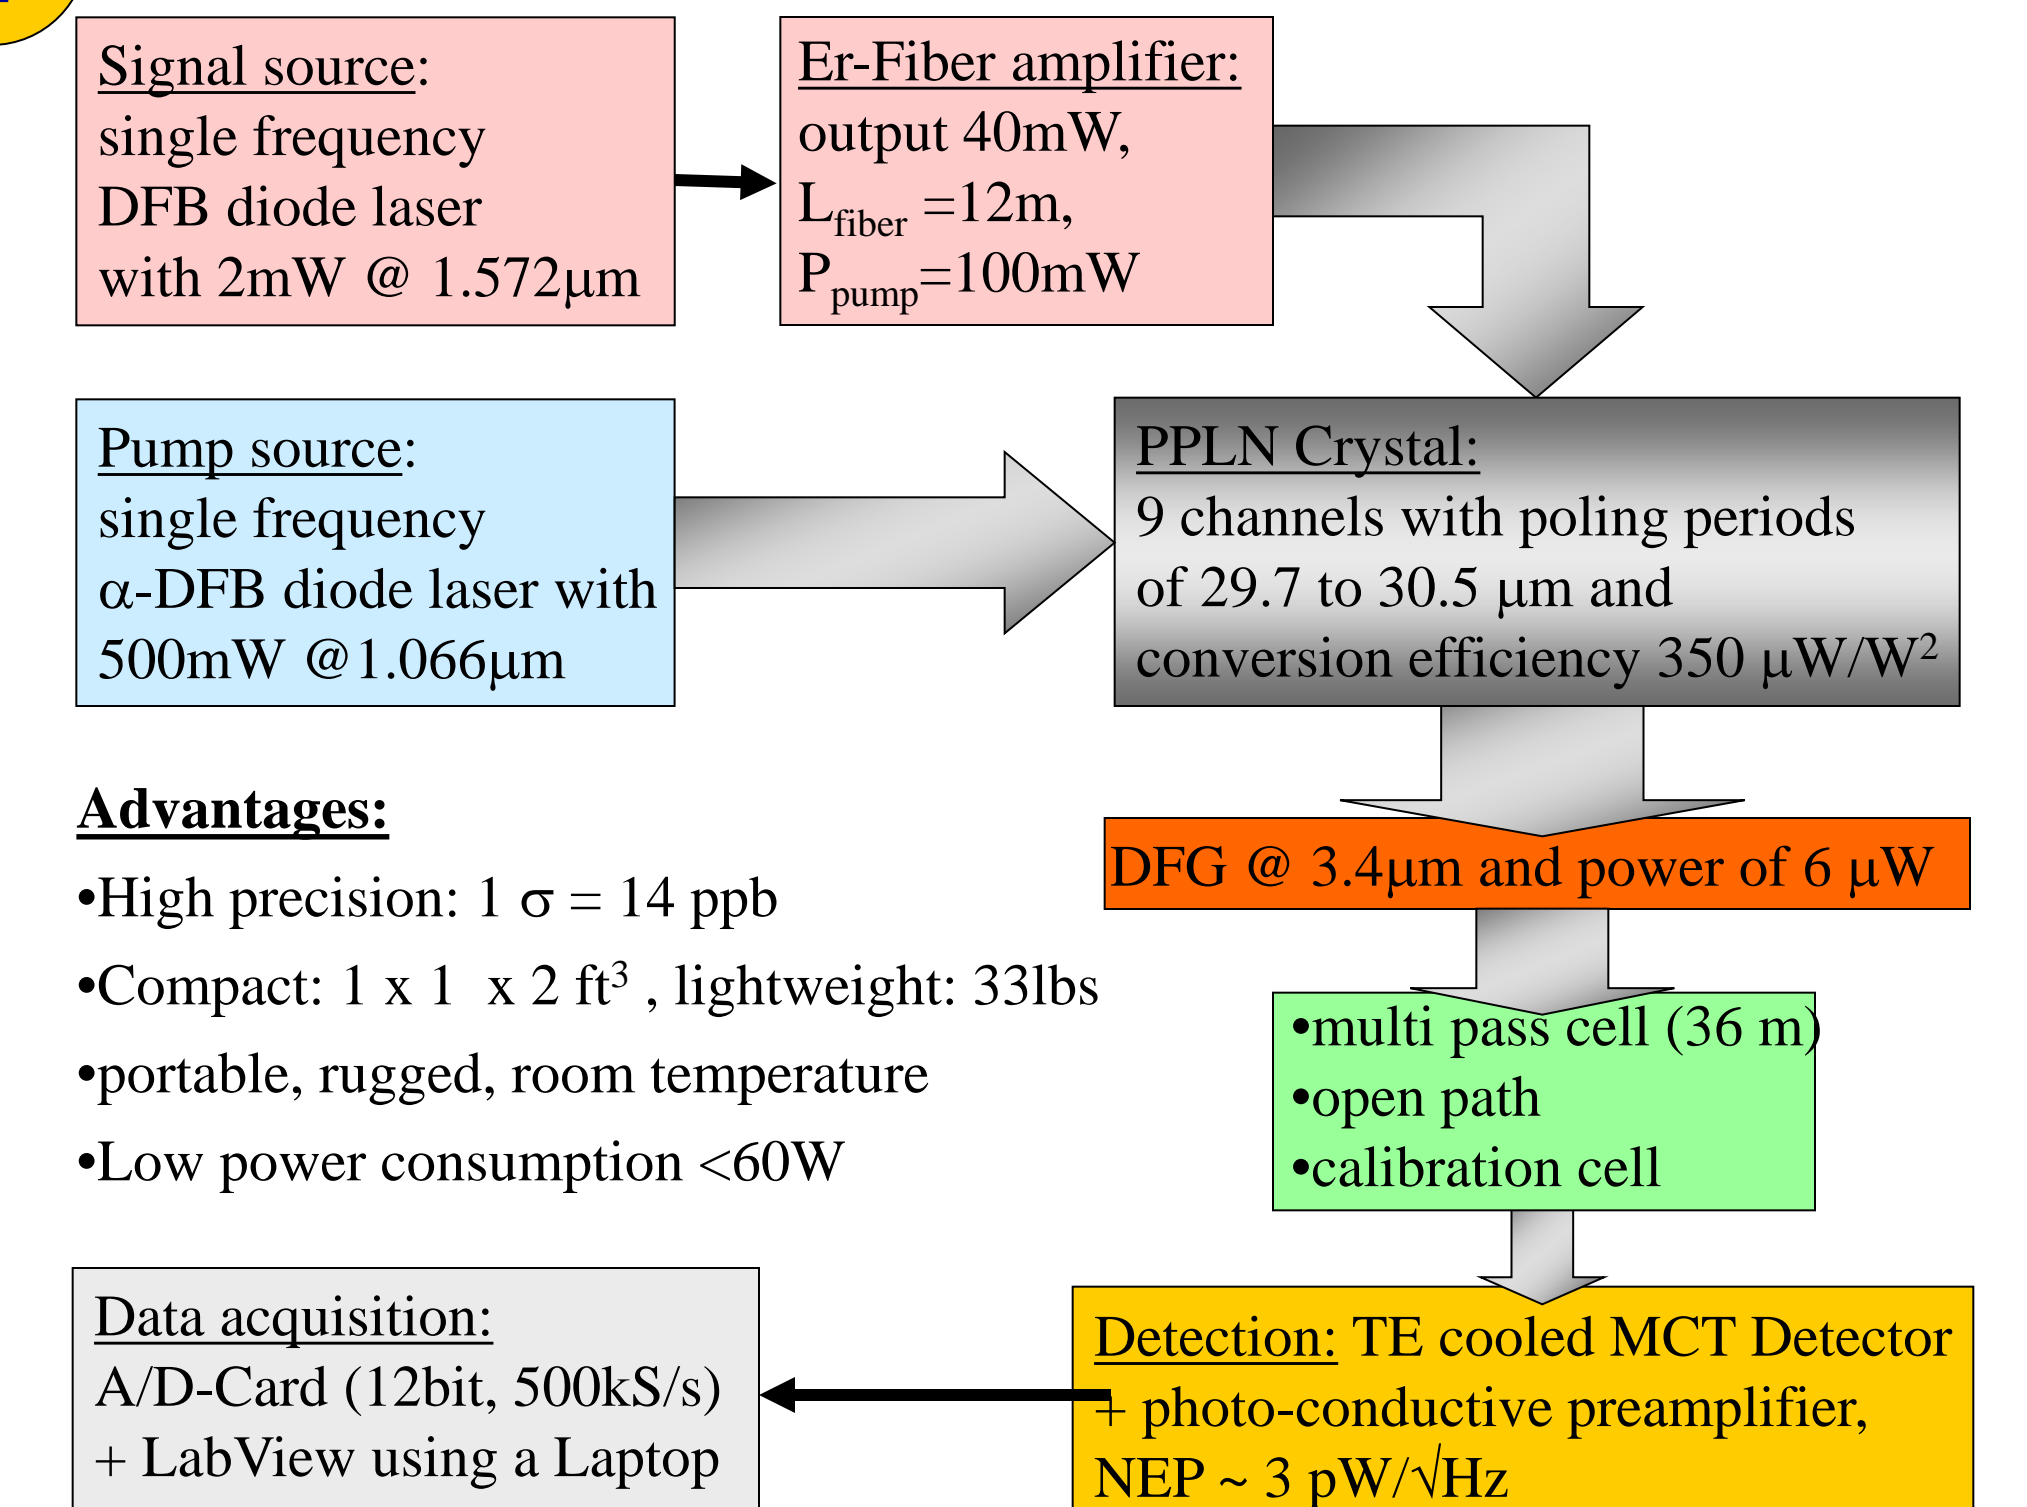 Signal source:
single frequency
DFB diode laser
with 2mW @ 1.572μm
Er-Fiber amplifier:
output 40mW,
Lfiber =12m,
Ppump=100mW
Pump source:
single frequency
α-DFB diode laser with
500mW @1.066μm
PPLN Crystal:
9 channels with poling periods
of 29.7 to 30.5 μm and
conversion efficiency 350 μW/W²
Advantages:
•High precision: 1 σ = 14 ppb
•Compact: 1 x 1 x 2 ft³ , lightweight: 33lbs
•portable, rugged, room temperature
•Low power consumption <60W
DFG @ 3.4μm and power of 6 μW
•multi pass cell (36 m)
•open path
•calibration cell
Data acquisition:
A/D-Card (12bit, 500kS/s)
+ LabView using a Laptop
Detection: TE cooled MCT Detector
+ photo-conductive preamplifier,
NEP ~ 3 pW/√Hz